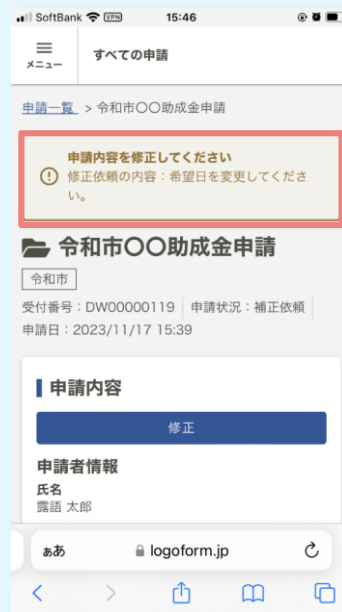 SoftBank VPN 15:46
メニュー
すべての申請
申請一覧 > 令和市〇〇助成金申請
申請内容を修正してください
修正依頼の内容：希望日を変更してくださ
い。
令和市〇〇助成金申請
令和市
受付番号：DW00000119 申請状況：補正依頼
申請日：2023/11/17 15:39
申請内容
修正
申請者情報
氏名
露語 太郎
ぁあ logoform.jp